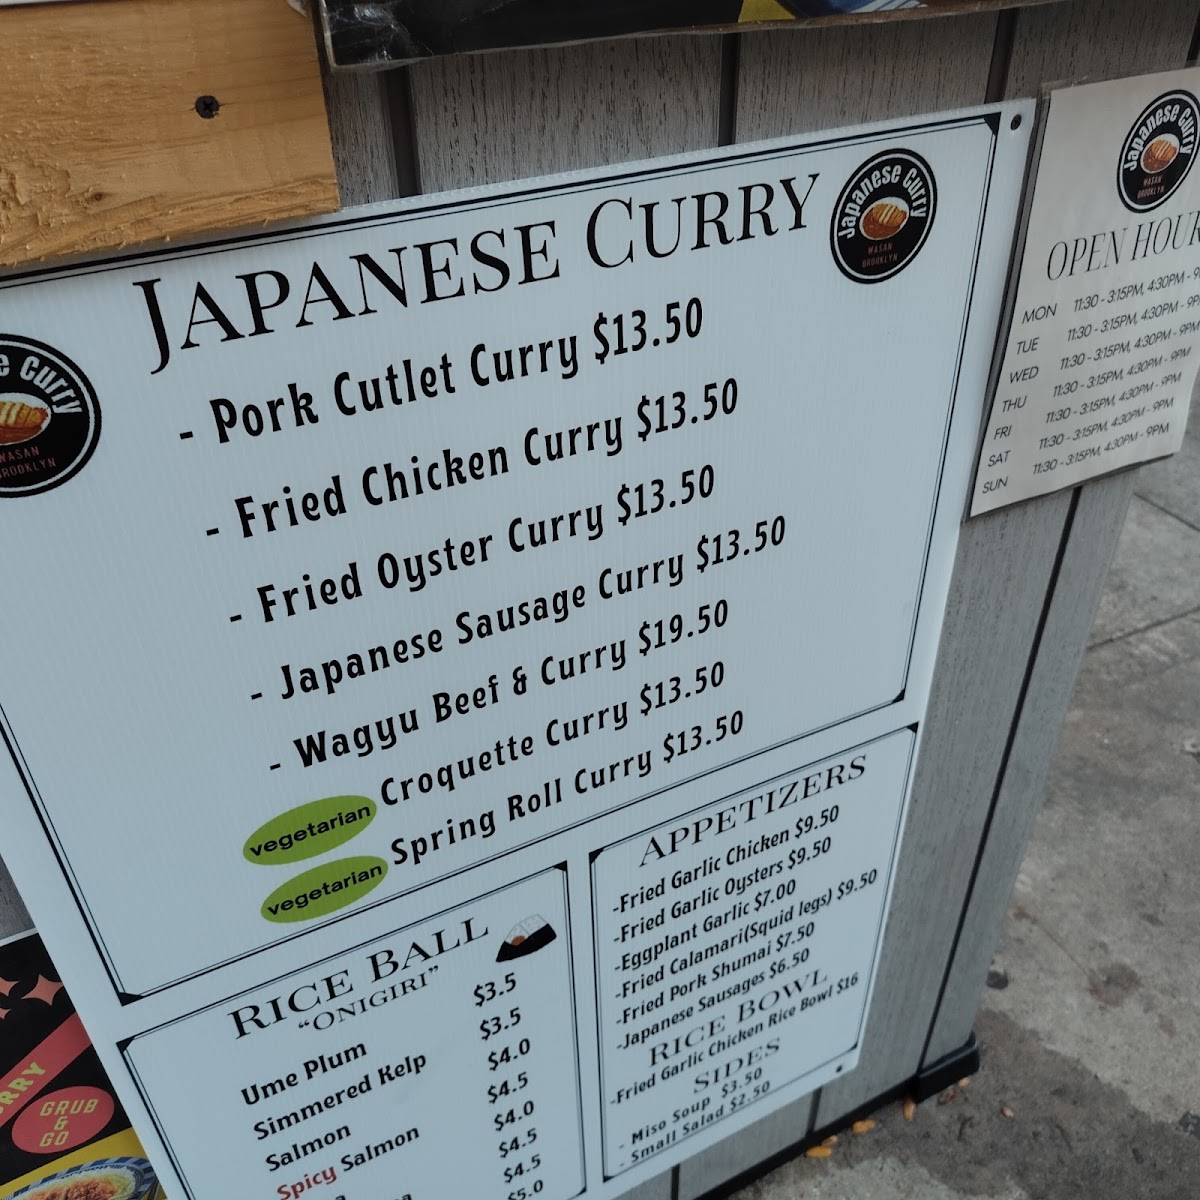 JAPANESE CURRY
Japanese Curry
WASAN
BROOKLYN
- Pork Cutlet Curry $13.50
- Fried Chicken Curry $13.50
- Fried Oyster Curry $13.50
- Japanese Sausage Curry $13.50
- Wagyu Beef & Curry $19.50
vegetarian Croquette Curry $13.50
vegetarian Spring Roll Curry $13.50
Curry
WASAN
BROOKLYN
RICE BALL
"ONIGIRI"
Ume Plum $3.5
Simmered Kelp $3.5
Salmon $4.0
Spicy Salmon $4.5
$4.0
$4.5
$4.5
$5.0
APPETIZERS
-Fried Garlic Chicken $9.50
-Fried Garlic Oysters $9.50
-Eggplant Garlic $7.00
-Fried Calamari(Squid legs) $9.50
-Fried Pork Shumai $7.50
-Japanese Sausages $6.50
RICE BOWL
-Fried Garlic Chicken Rice Bowl $16
SIDES
- Miso Soup $3.50
- Small Salad $2.50
Japanese Curry
WASAN
BROOKLYN
OPEN HOUR
MON 11:30 - 3:15PM, 4:30PM - 9
TUE 11:30 - 3:15PM, 4:30PM - 9P
WED 11:30 - 3:15PM, 4:30PM - 9PM
THU 11:30 - 3:15PM, 4:30PM - 9PM
FRI 11:30 - 3:15PM, 4:30PM - 9PM
SAT 11:30 - 3:15PM, 4:30PM - 9PM
SUN 11:30 - 3:15PM, 4:30PM - 9PM
GRUB
&
GO